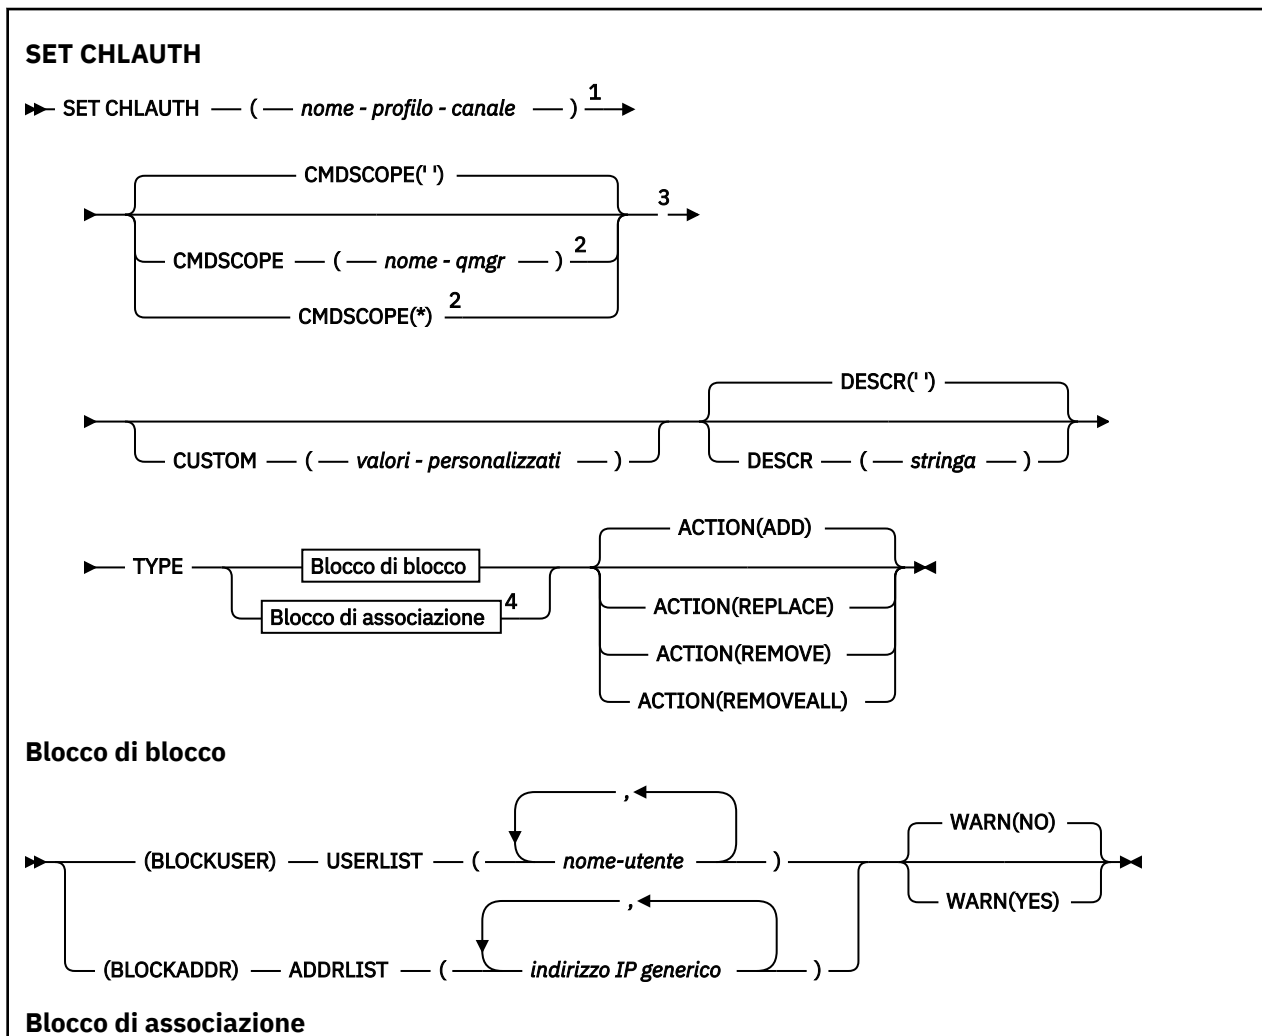 SET CHLAUTH
SET CHLAUTH ( nome - profilo - canale ) 1
CMDSCOPE(' ')
3
CMDSCOPE ( nome - qmgr ) 2
CMDSCOPE(*) 2
DESCR(' ')
CUSTOM ( valori - personalizzati ) DESCR ( stringa )
ACTION(ADD)
TYPE Blocco di blocco
Blocco di associazione 4
ACTION(REPLACE)
ACTION(REMOVE)
ACTION(REMOVEALL)
Blocco di blocco
,
WARN(NO)
(BLOCKUSER) USERLIST ( nome-utente )
WARN(YES)
,
(BLOCKADDR) ADDRLIST ( indirizzo IP generico )
Blocco di associazione